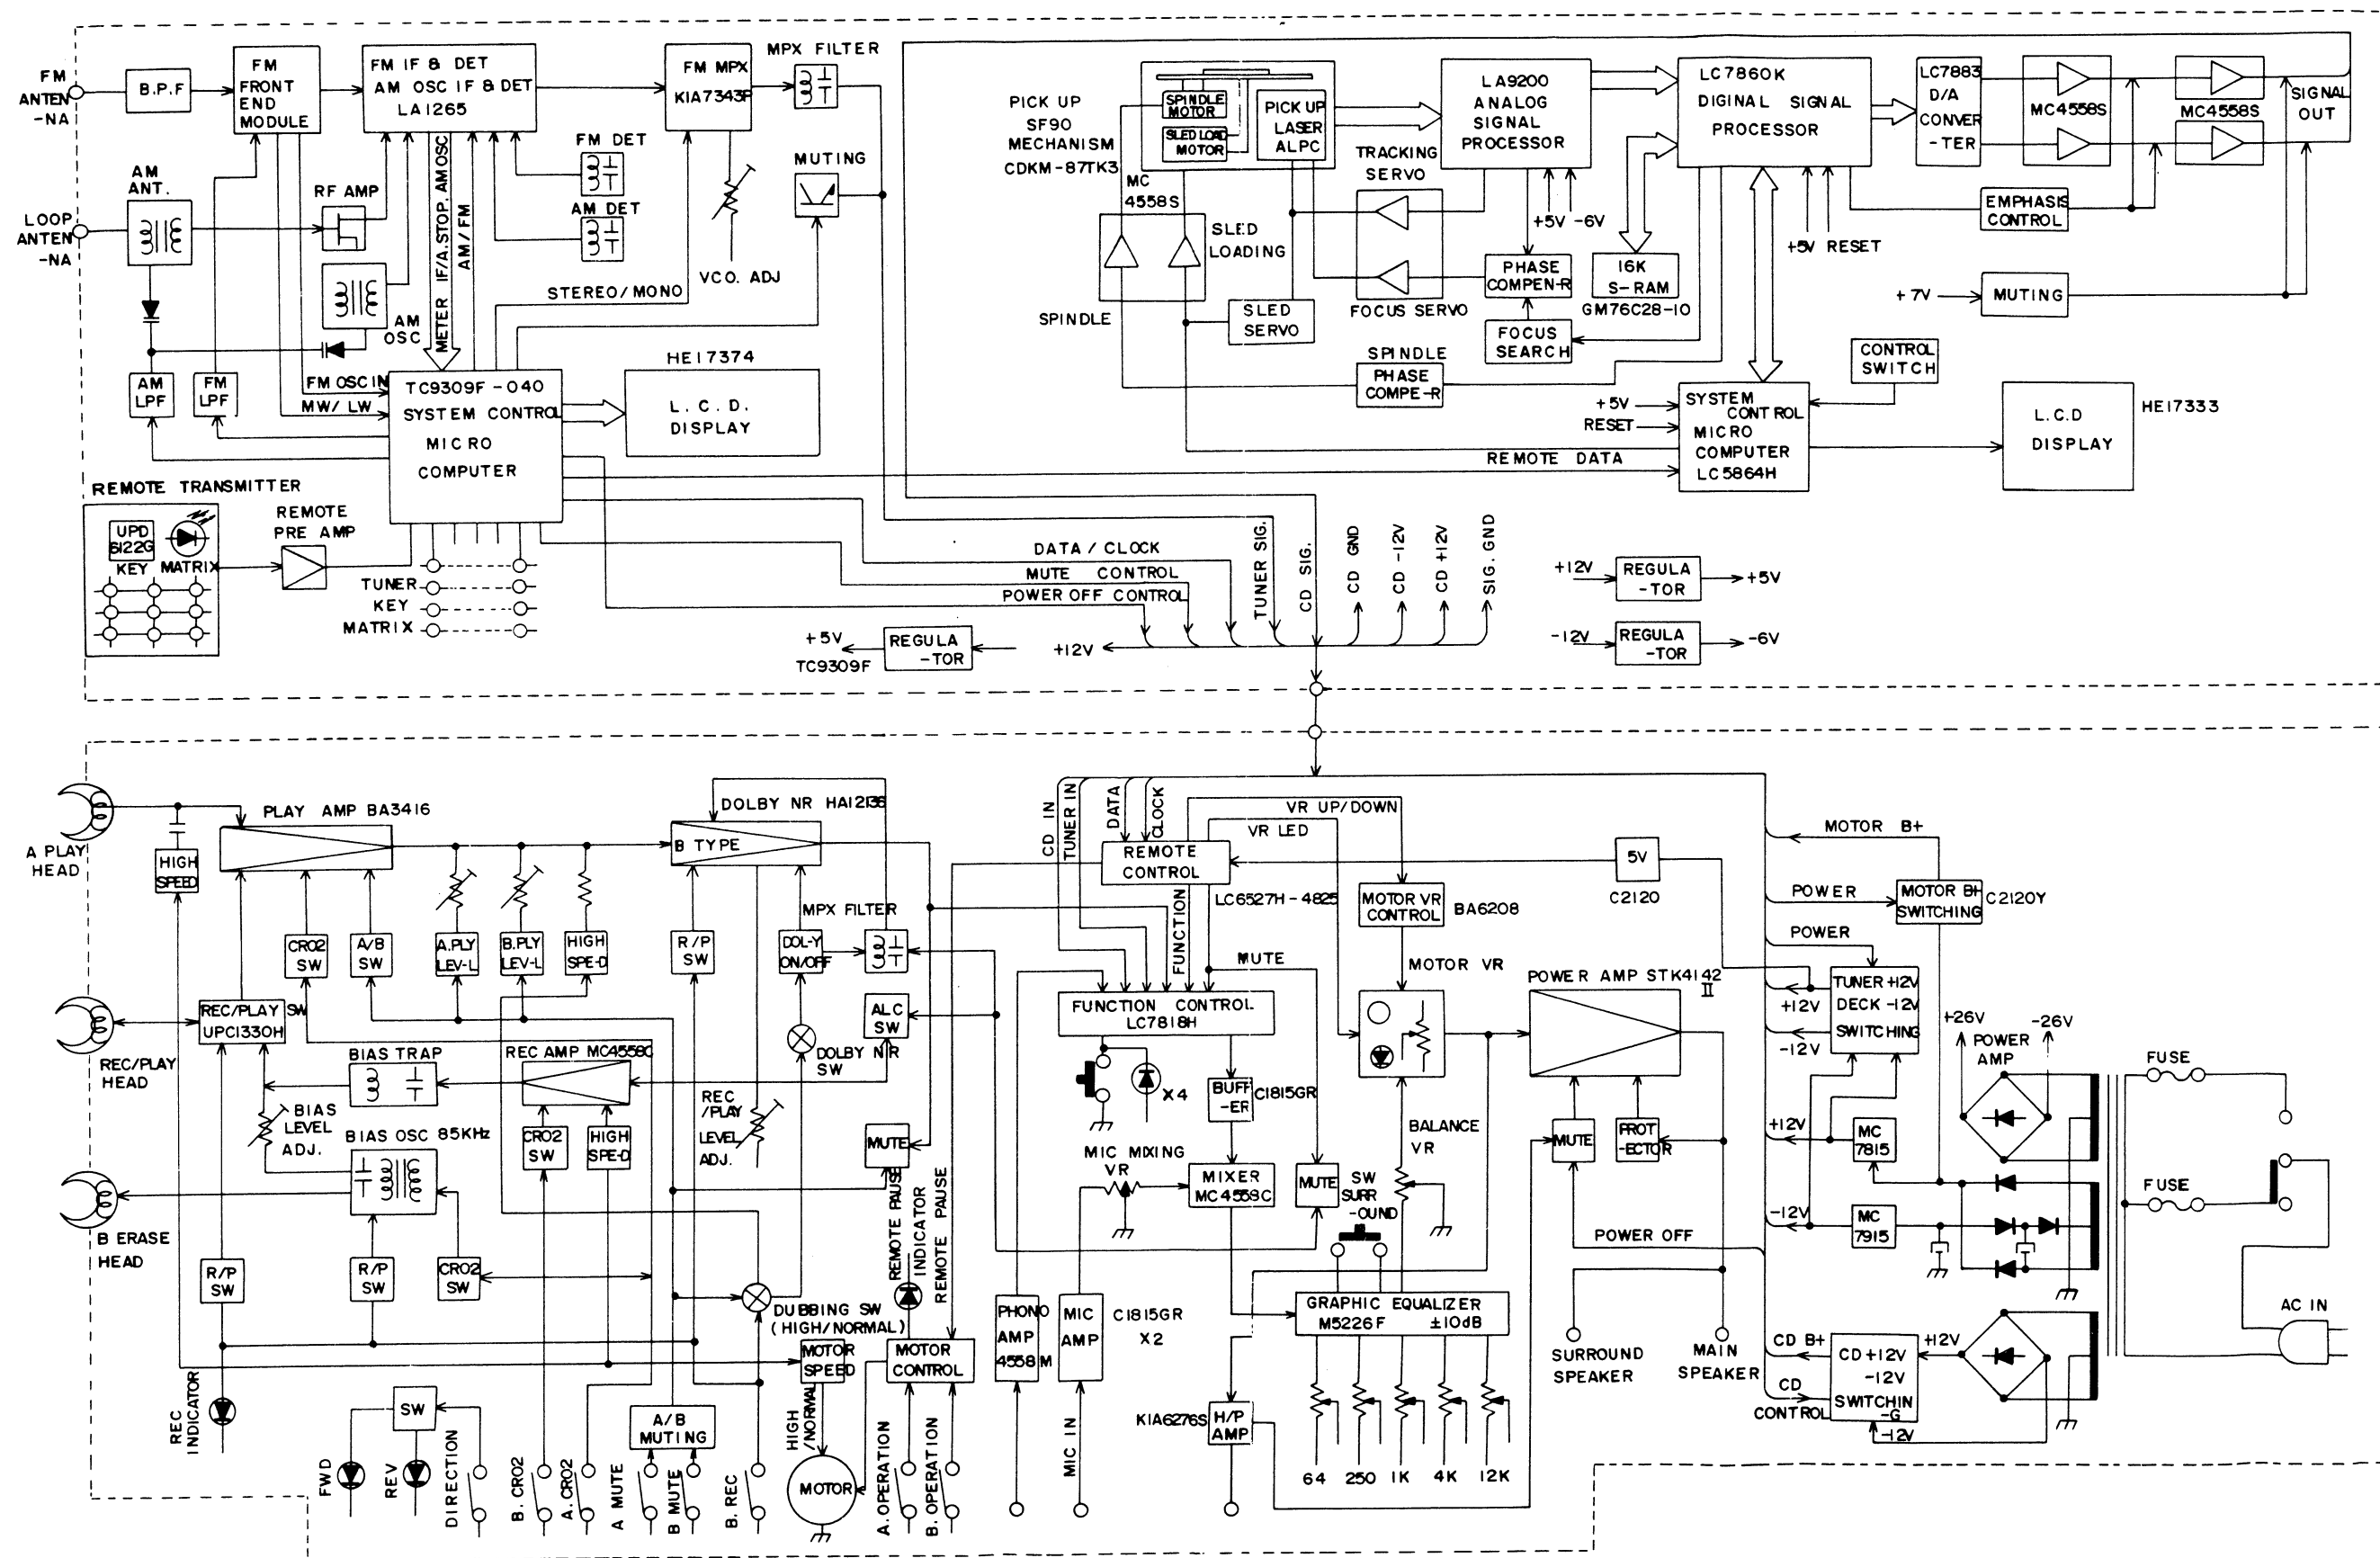 FM
ANTEN
-NA
B.P.F
FM
FRONT
END
MODULE
FM IF & DET
AM OSC IF & DET
LA1265
FM MPX
KIA7343P
MPX FILTER
AM
ANT.
LOOP
ANTEN
-NA
RF AMP
AM
OSC
METER IF/A.STOP. AMOSC
AM/FM
FM DET
AM DET
MUTING
VCO. ADJ
STEREO/MONO
AM
LPF
FM
LPF
FM OSC IN
MW/ LW
TC9309F-040
SYSTEM CONTROL
MICRO
COMPUTER
HE17374
L. C. D.
DISPLAY
REMOTE TRANSMITTER
UPD
6122G
KEY MATRIX
REMOTE
PRE AMP
TUNER
KEY
MATRIX
PICK UP
SF90
MECHANISM
CDKM-87TK3
SPINDLE
MOTOR
SLED LOAD
MOTOR
PICK UP
LASER
ALPC
LA9200
ANALOG
SIGNAL
PROCESSOR
LC7860K
DIGINAL SIGNAL
PROCESSOR
LC7883
D/A
CONVER
-TER
MC4558S
MC4558S
SIGNAL
OUT
MC
4558S
SLED
LOADING
SPINDLE
TRACKING
SERVO
FOCUS SERVO
SLED
SERVO
+5V -6V
PHASE
COMPEN-R
FOCUS
SEARCH
16K
S-RAM
GM76C28-10
+5V RESET
EMPHASIS
CONTROL
+7V
MUTING
SPINDLE
PHASE
COMPE-R
CONTROL
SWITCH
+5V
RESET
SYSTEM
CONTROL
MICRO
COMPUTER
LC5864H
L.C.D
DISPLAY
HE17333
REMOTE DATA
DATA / CLOCK
MUTE CONTROL
POWER OFF CONTROL
TUNER SIG.
CD SIG.
CD GND
CD -12V
CD +12V
SIG. GND
+5V
TC9309F
REGULA
-TOR
+12V
+12V
REGULA
-TOR
+5V
-12V
REGULA
-TOR
-6V
A PLAY
HEAD
HIGH
SPEED
PLAY AMP BA3416
DOLBY NR HA12136
B TYPE
CRO2
SW
A/B
SW
A.PLY
LEV-L
B.PLY
LEV-L
HIGH
SPE-D
R/P
SW
MPX FILTER
DOL-Y
ON/OFF
ALC
SW
DOLBY N/R
SW
REC/PLAY
HEAD
REC/PLAY SW
UPC1330H
BIAS TRAP
REC AMP MC4558C
BIAS
LEVEL
ADJ.
BIAS OSC 85KHz
CRO2
SW
HIGH
SPE-D
REC
/PLAY
LEVEL
ADJ.
MUTE
B ERASE
HEAD
R/P
SW
R/P
SW
CRO2
SW
REMOTE PAUSE
INDICATOR
REMOTE PAUSE
DUBBING SW
(HIGH/NORMAL)
MOTOR
SPEED
MOTOR
CONTROL
REC
INDICATOR
SW
FWD
REV
DIRECTION
B. CRO2
A. CRO2
A/B
MUTING
A MUTE
B MUTE
B. REC
HIGH
/NORMAL
MOTOR
A.OPERATION
B.OPERATION
CD IN
TUNER IN
DATA
CLOCK
VR UP/DOWN
VR LED
REMOTE
CONTROL
LC6527H-4825
FUNCTION
MUTE
FUNCTION CONTROL
LC7818H
X4
BUFF
-ER
C1815GR
MIC MIXING
VR
MIXER
MC4558C
MUTE
SW
SURR
-OUND
MOTOR VR
CONTROL
BA6208
MOTOR VR
BALANCE
VR
5V
C2120
POWER AMP STK4142
II
MUTE
PROT
-ECTOR
PHONO
AMP
4558M
MIC
AMP
C1815GR
X2
MIC IN
GRAPHIC EQUALIZER
M5226F ±10dB
KIA6276S
H/P
AMP
64 250 1K 4K 12K
SURROUND
SPEAKER
MAIN
SPEAKER
POWER OFF
MOTOR B+
POWER
MOTOR B+
SWITCHING
C2120Y
POWER
TUNER +12V
DECK -12V
SWITCHING
+12V
-12V
+26V
-26V
POWER
AMP
+12V
MC
7815
-12V
MC
7915
FUSE
FUSE
AC IN
CD B+
CD
CONTROL
CD +12V
-12V
SWITCHIN
-G
+12V
-12V